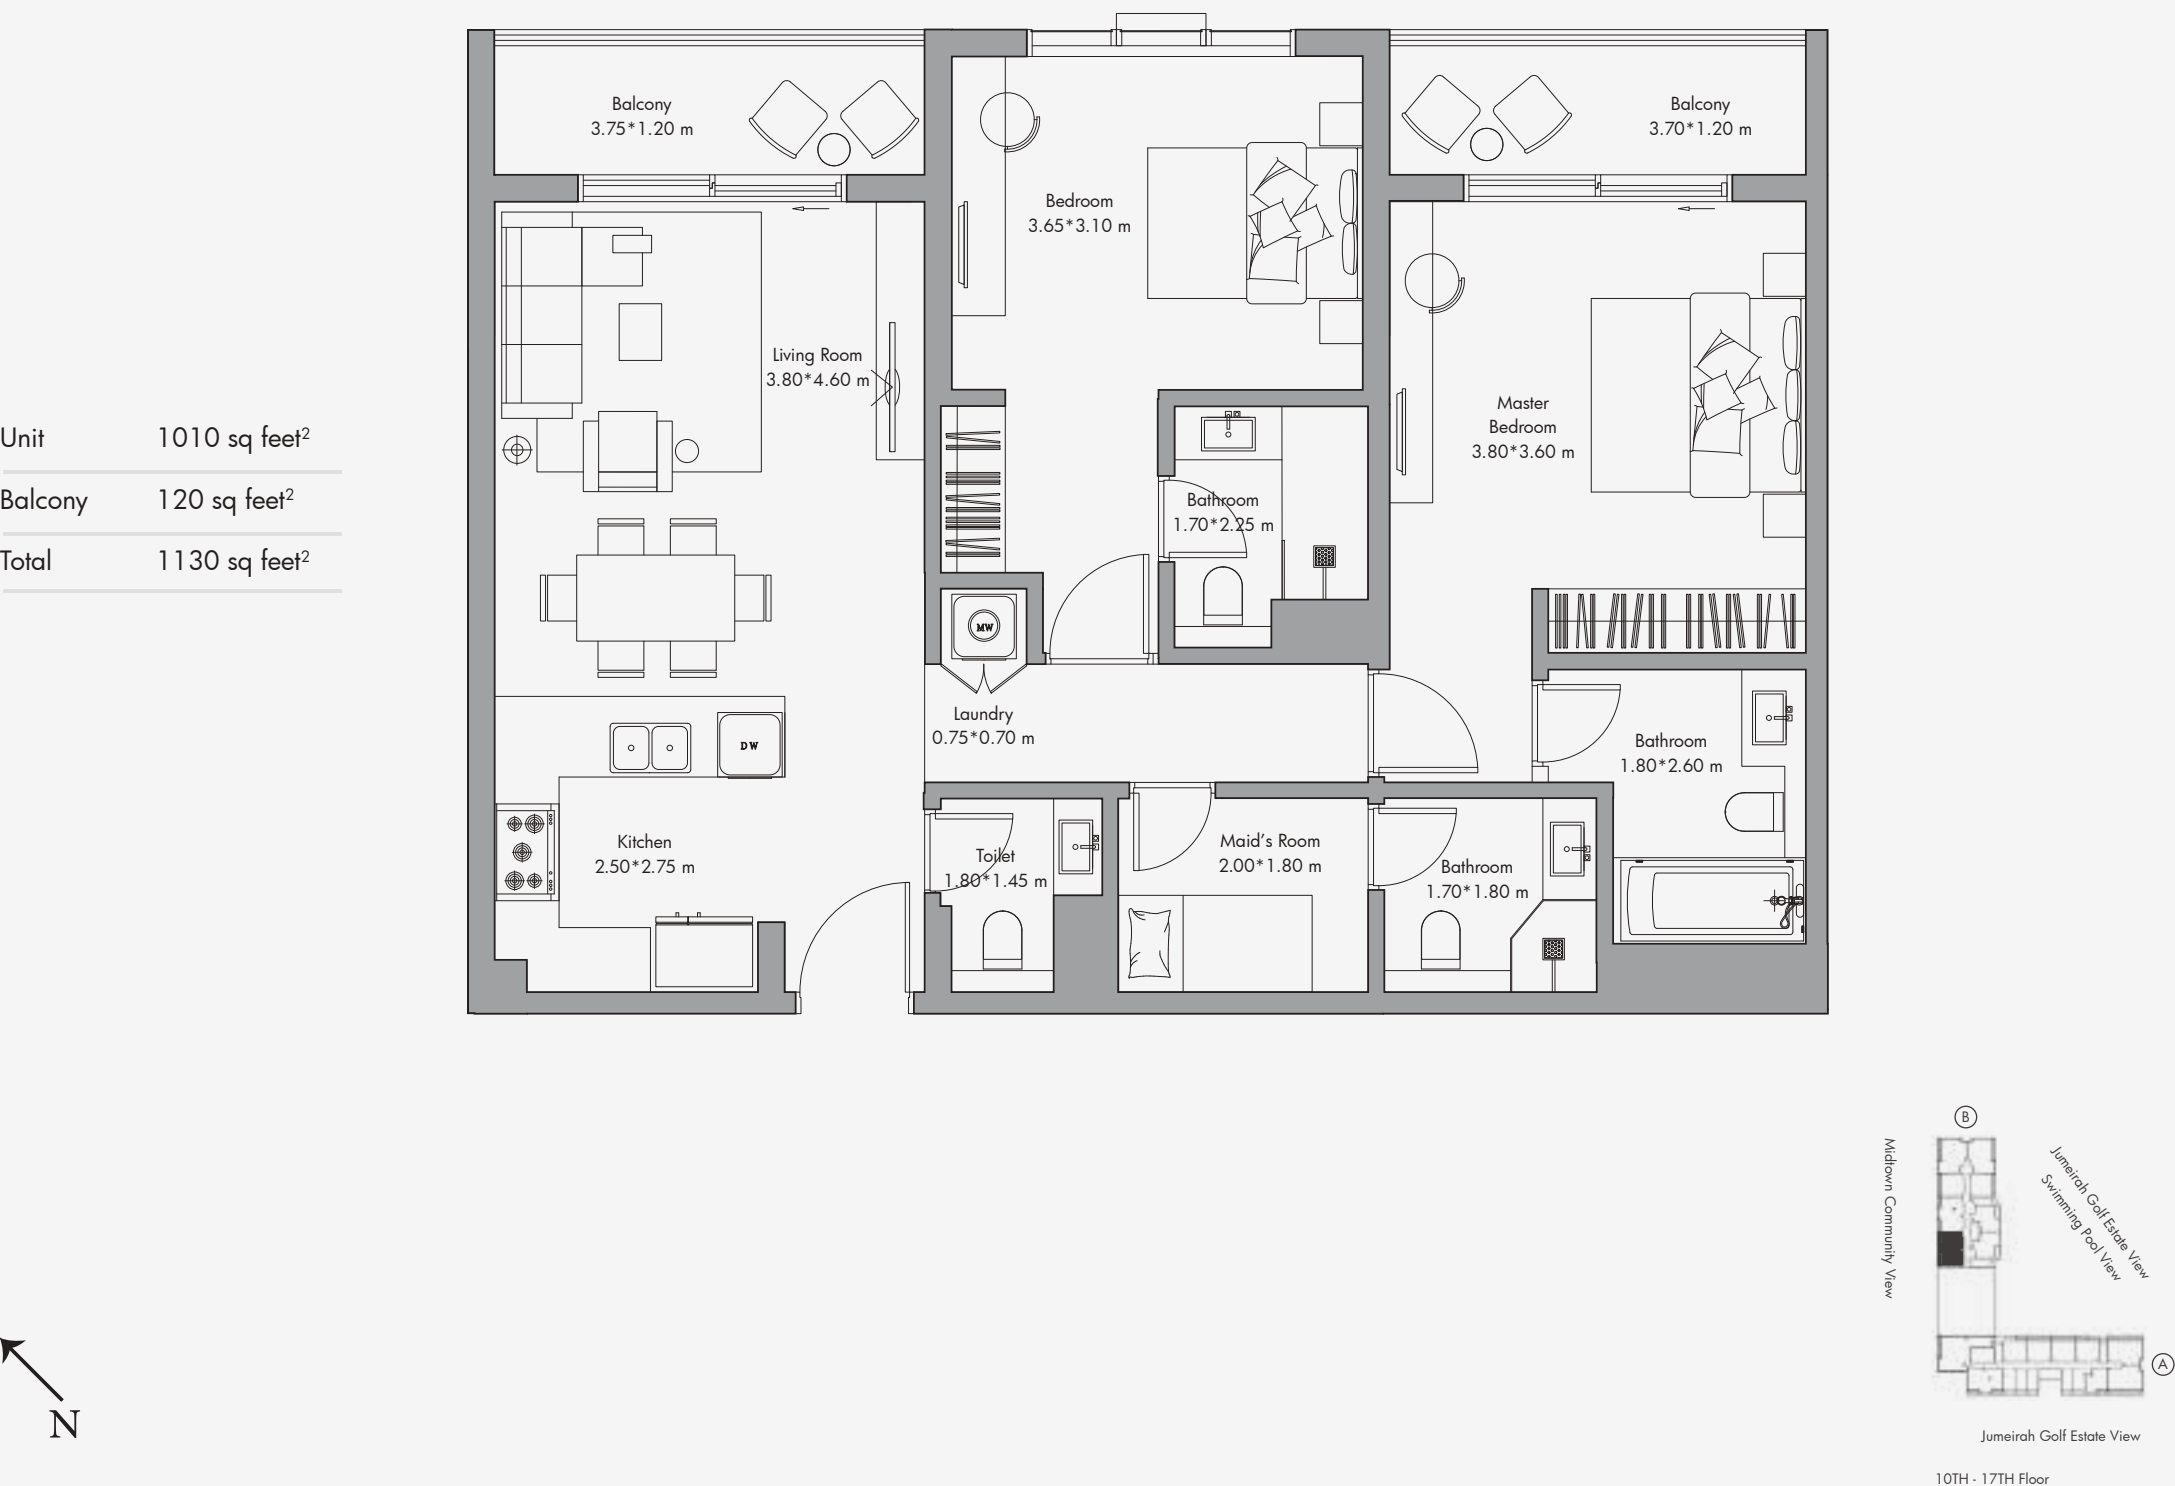 Balcony
3.75*1.20 m
Balcony
3.70*1.20 m
Bedroom
3.65*3.10 m
Living Room
3.80*4.60 m
Master
Bedroom
3.80*3.60 m
Unit 1010 sq feet²
Balcony 120 sq feet²
Total 1130 sq feet²
Bathroom
1.70*2.25 m
MW
Laundry
0.75*0.70 m
DW
Bathroom
1.80*2.60 m
Kitchen
2.50*2.75 m
Toilet
1.80*1.45 m
Maid's Room
2.00*1.80 m
Bathroom
1.70*1.80 m
B
Midtown Community View
Jumeirah Golf Estate View
Swimming Pool View
A
N
Jumeirah Golf Estate View
10TH - 17TH Floor